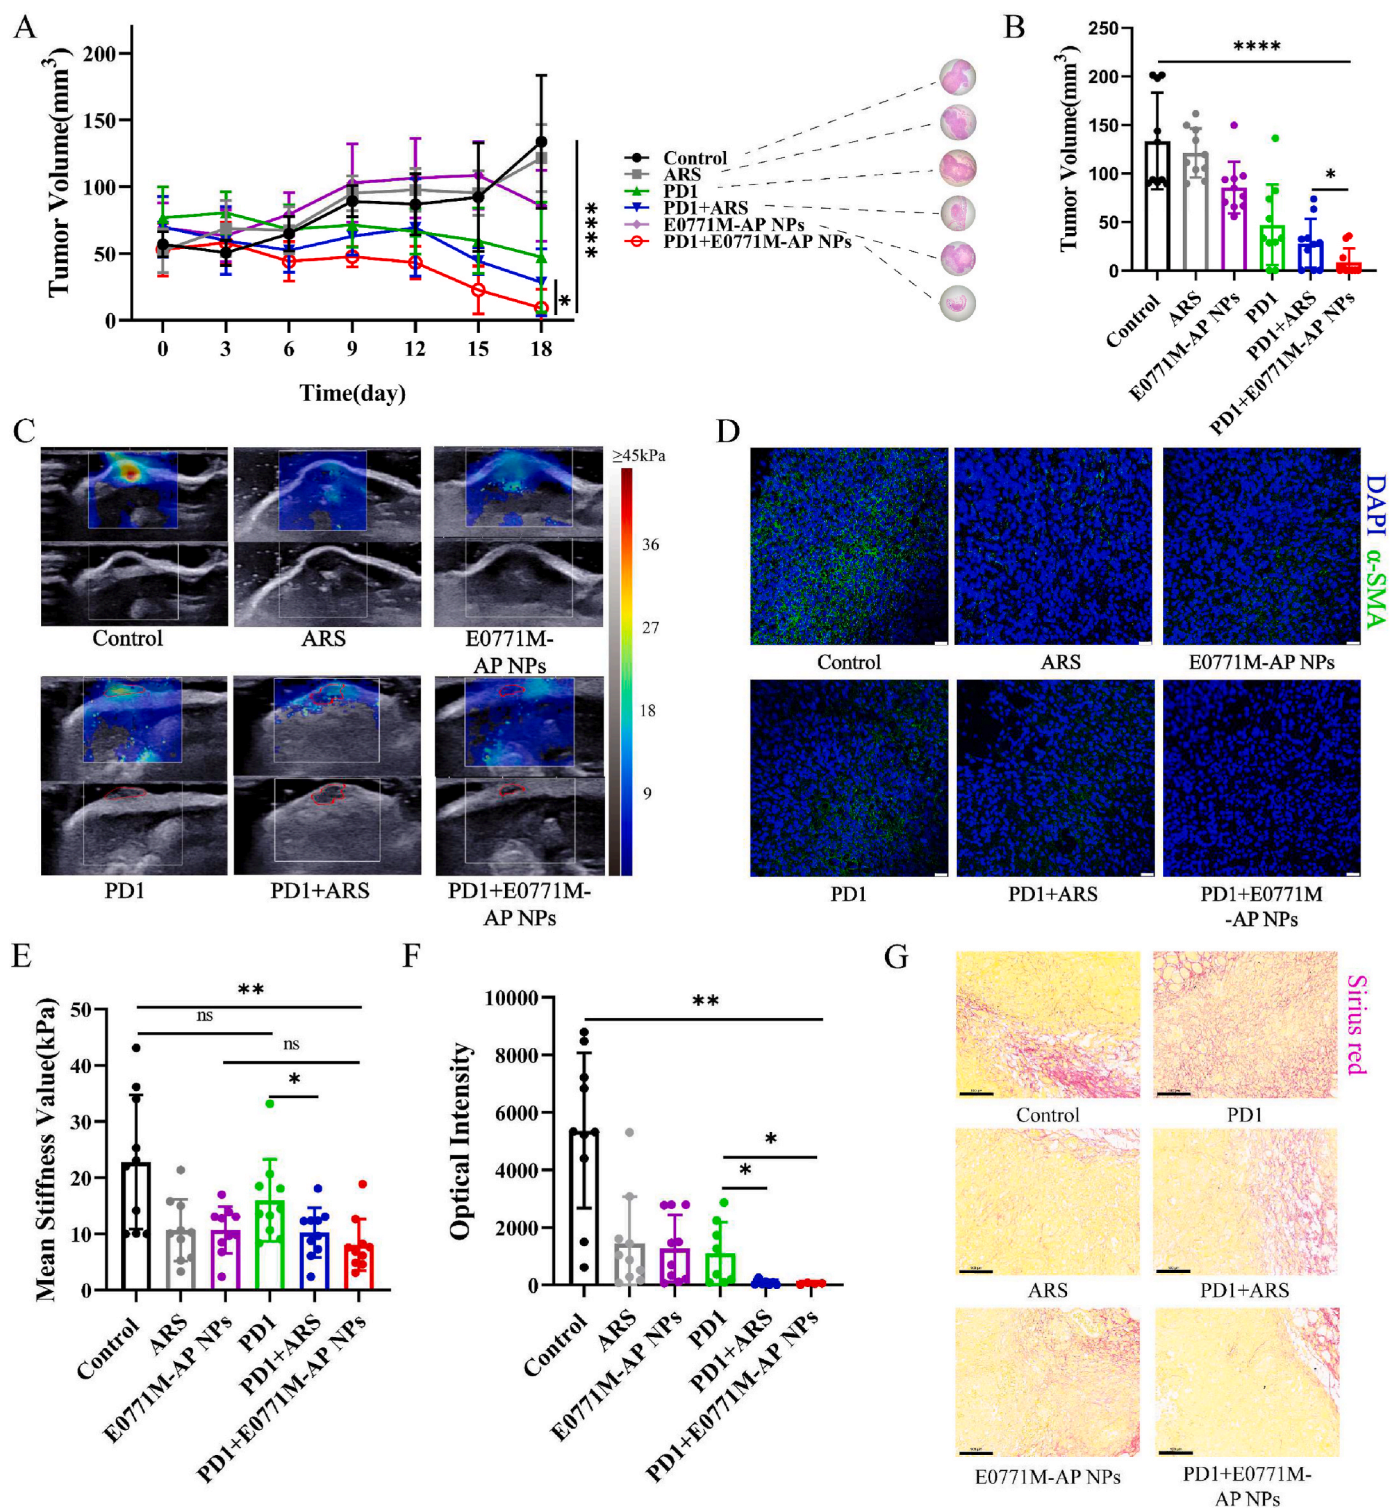 A
Tumor Volume(mm³)
200
150
100
50
0
0 3 6 9 12 15 18
Time(day)
****
*
Control
ARS
PD1
PD1+ARS
E0771M-AP NPs
PD1+E0771M-AP NPs
B
Tumor Volume(mm³)
250
200
150
100
50
0
****
*
Control
ARS
E0771M-AP NPs
PD1
PD1+ARS
PD1+E0771M-AP NPs
C
≥45kPa
36
27
18
9
Control
ARS
E0771M-
AP NPs
PD1
PD1+ARS
PD1+E0771M-
AP NPs
D
DAPI α-SMA
Control
ARS
E0771M-AP NPs
PD1
PD1+ARS
PD1+E0771M
-AP NPs
E
Mean Stiffness Value(kPa)
50
40
30
20
10
0
**
ns
ns
*
Control
ARS
E0771M-AP NPs
PD1
PD1+ARS
PD1+E0771M-AP NPs
F
Optical Intensity
10000
8000
6000
4000
2000
0
**
*
*
Control
ARS
E0771M-AP NPs
PD1
PD1+ARS
PD1+E0771M-AP NPs
G
Sirius red
Control
PD1
ARS
PD1+ARS
E0771M-AP NPs
PD1+E0771M-
AP NPs